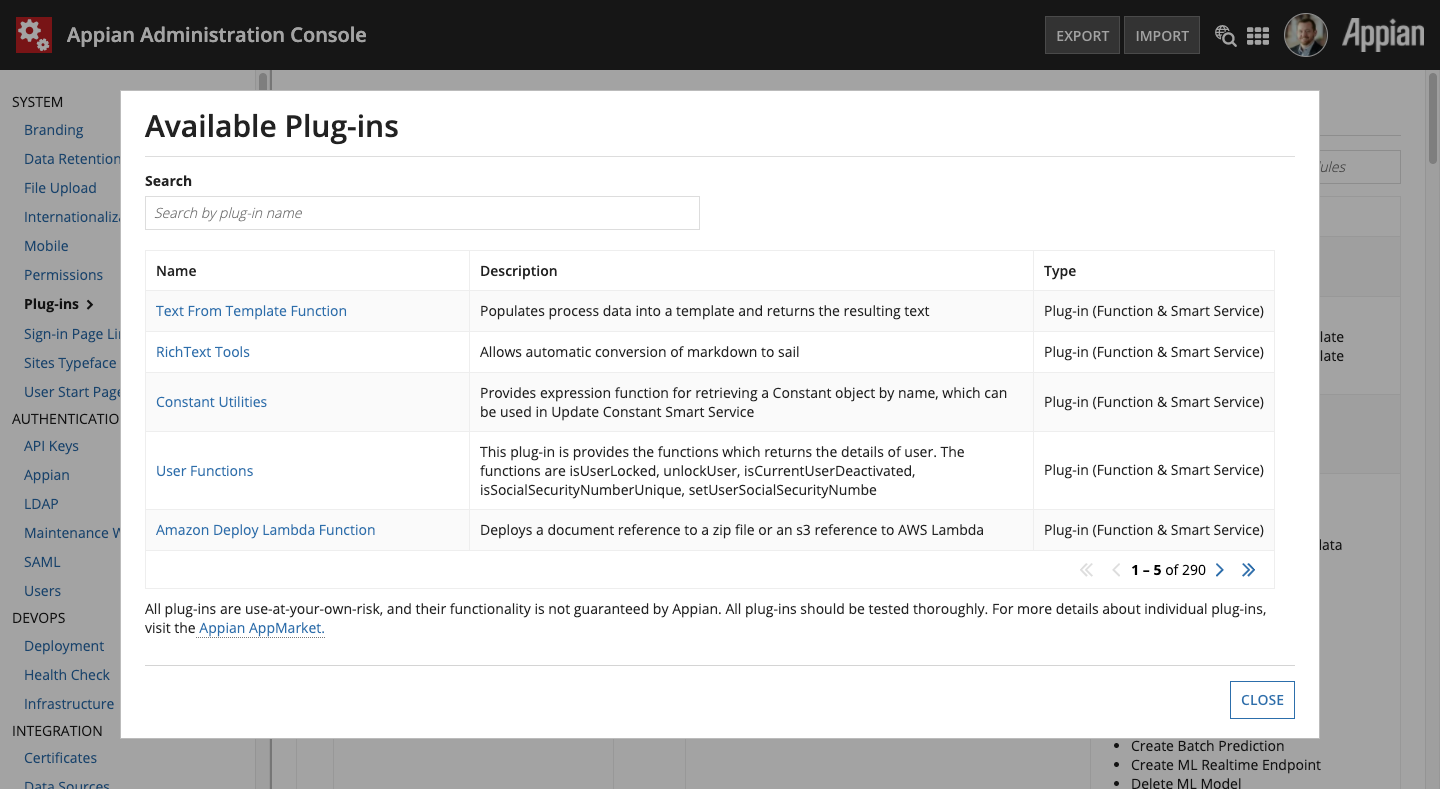 Appian Administration Console
EXPORT
IMPORT
Appian
SYSTEM
Branding
Data Retention
File Upload
Mobile
Permissions
Plug-ins
Sign-in Page
Sites Typeface
User Start Page
API Keys
Appian
LDAP
Maintenance
SAML
Users
DEVOPS
Deployment
Health Check
Infrastructure
INTEGRATION
Certificates
Data Sources
Available Plug-ins
Search
Search by plug-in name
Name Description Type
Text From Template Function Populates process data into a template and returns the resulting text Plug-in (Function & Smart Service)
RichText Tools Allows automatic conversion of markdown to sail Plug-in (Function & Smart Service)
Constant Utilities Provides expression function for retrieving a Constant object by name, which can
be used in Update Constant Smart Service Plug-in (Function & Smart Service)
User Functions This plug-in is provides the functions which returns the details of user. The
functions are isUserLocked, unlockUser, isCurrentUserDeactivated,
isSocialSecurityNumberUnique, setUserSocialSecurityNumbe Plug-in (Function & Smart Service)
Amazon Deploy Lambda Function Deploys a document reference to a zip file or an s3 reference to AWS Lambda Plug-in (Function & Smart Service)
1 – 5 of 290
All plug-ins are use-at-your-own-risk, and their functionality is not guaranteed by Appian. All plug-ins should be tested thoroughly. For more details about individual plug-ins,
visit the Appian AppMarket.
CLOSE
Create Batch Prediction
Create ML Realtime Endpoint
Delete ML Model